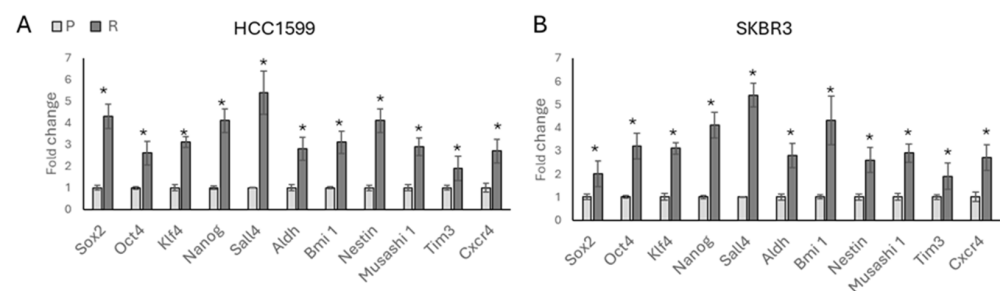 A
P R
HCC1599
Fold change
7
6
5
4
3
2
1
0
* * * * * * * * * * *
Sox2 Oct4 Klf4 Nanog Sall4 Aldh Bmi 1 Nestin Musashi 1 Tim3 Cxcr4
B
SKBR3
Fold change
7
6
5
4
3
2
1
0
* * * * * * * * * * *
Sox2 Oct4 Klf4 Nanog Sall4 Aldh Bmi 1 Nestin Musashi 1 Tim3 Cxcr4